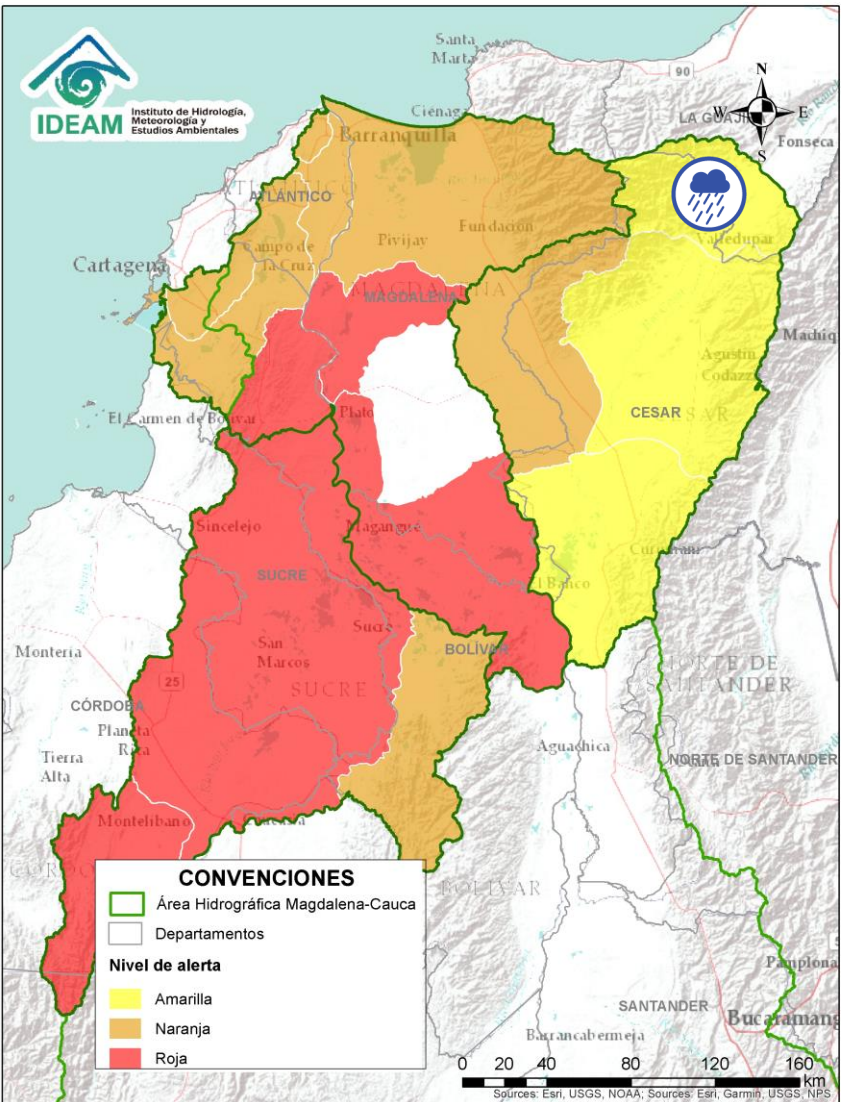 IDEAM
Instituto de Hidrología,
Meteorología y
Estudios Ambientales
Santa
Marta
90
N
W
E
S
Ciénaga
LA GUAJIRA
Fonseca
Barranquilla
ATLÁNTICO
Valledupar
Fundación
Pivijay
Campo de
la Cruz
Cartagena
MAGDALENA
MAGDALENA
Agustín
Codazzi
CESAR
El Carmen de Bolívar
Plato
Sincelejo
Magangué
SUCRE
El Banco
Sucre
BOLÍVAR
San
Marcos
SUCRE
NORTE DE
SANTANDER
Montería
25
CÓRDOBA
Planeta
Rica
Tierra
Alta
Aguachica
NORTE DE SANTANDER
Montelíbano
BOLÍVAR
CONVENCIONES
Área Hidrográfica Magdalena-Cauca
Departamentos
Nivel de alerta
Amarilla
Naranja
Roja
Pamplona
SANTANDER
Bucaramang
Barrancabermeja
0 20 40 80 120 160
km
Sources: Esri, USGS, NOAA; Sources: Esri, Garmin, USGS, NPS